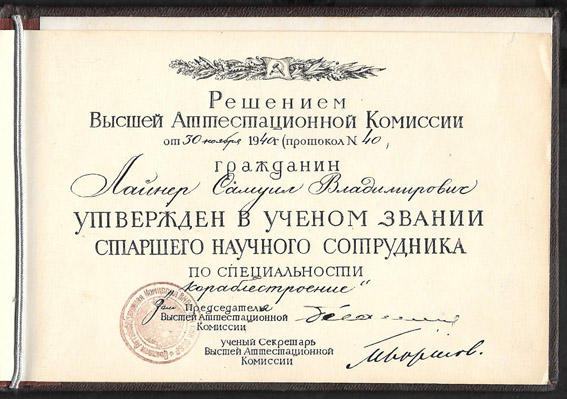 Решением
Высшей Аттестационной Комиссии
от 30 ноября 1940 г (протокол N 40)
гражданин
Лайнер Самуил Владимирович
УТВЕРЖДЕН В УЧЕНОМ ЗВАНИИ
СТАРШЕГО НАУЧНОГО СОТРУДНИКА
ПО СПЕЦИАЛЬНОСТИ
„кораблестроение"
Зам Председателя
Высшей Аттестационной
Комиссии
ученый Секретарь
Высшей Аттестационной
Комиссии